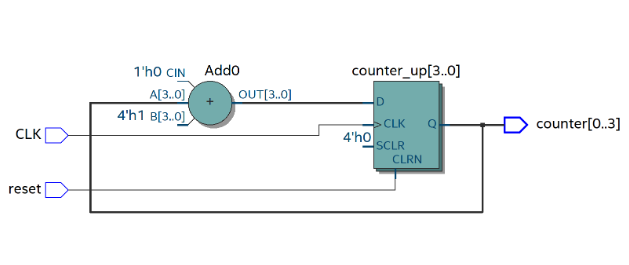 1'h0 CIN
Add0
counter_up[3..0]
A[3..0]
OUT[3..0]
+
4'h1 B[3..0]
D
CLK
>CLK
Q
counter[0..3]
4'h0
SCLR
CLRN
reset